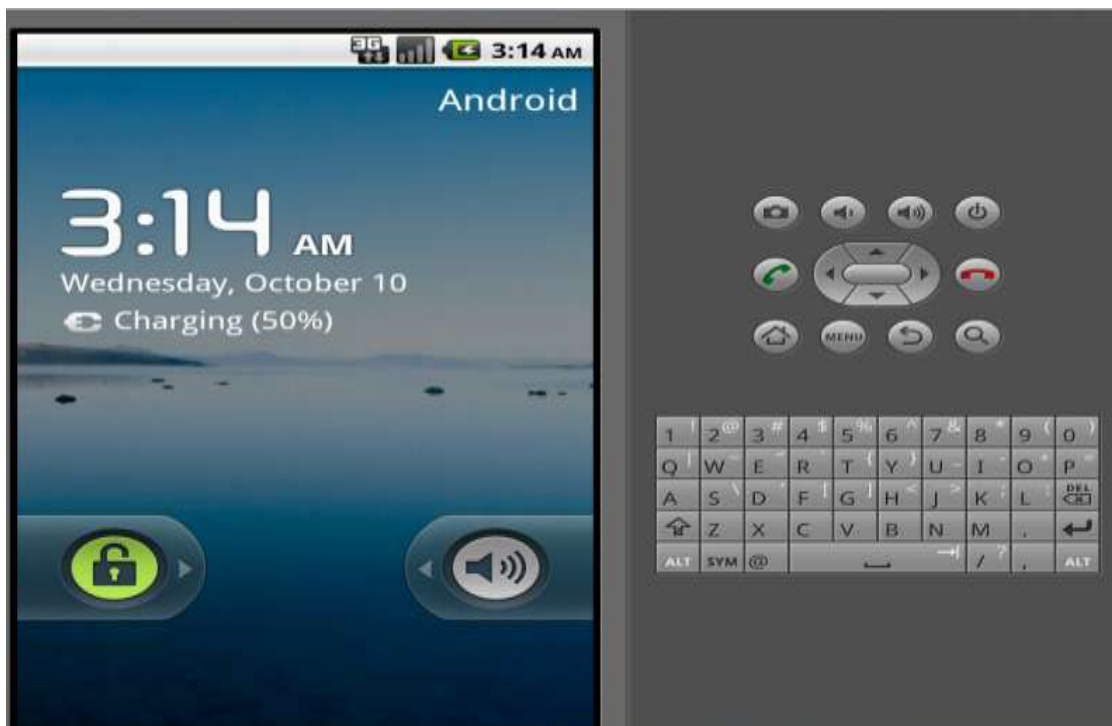 3G 3:14 AM
Android
3:14 AM
Wednesday, October 10
Charging (50%)
MENU
1 ! 2 @ 3 # 4 $ 5 % 6 ^ 7 & 8 * 9 ( 0 )
Q | W ~ E " R ` T { Y } U _ I - O + P =
A S \ D ' F [ G ] H < J > K ; L : DEL
Z X C V B N M .
ALT SYM @ / ? , ALT